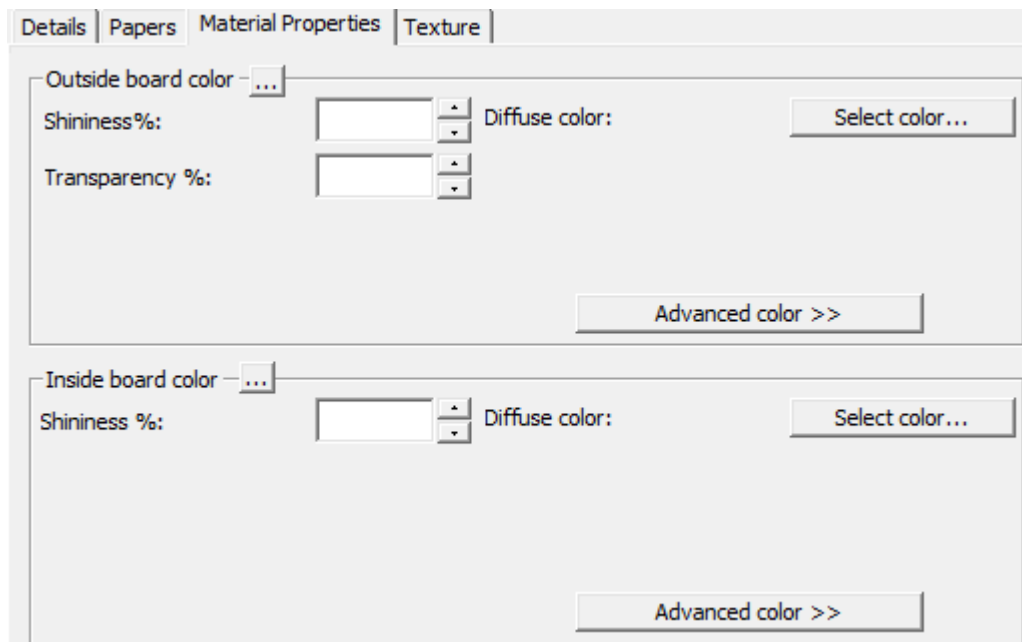 Details Papers Material Properties Texture
Outside board color ...
Shininess%: Diffuse color: Select color...
Transparency %:
Advanced color >>
Inside board color ...
Shininess %: Diffuse color: Select color...
Advanced color >>